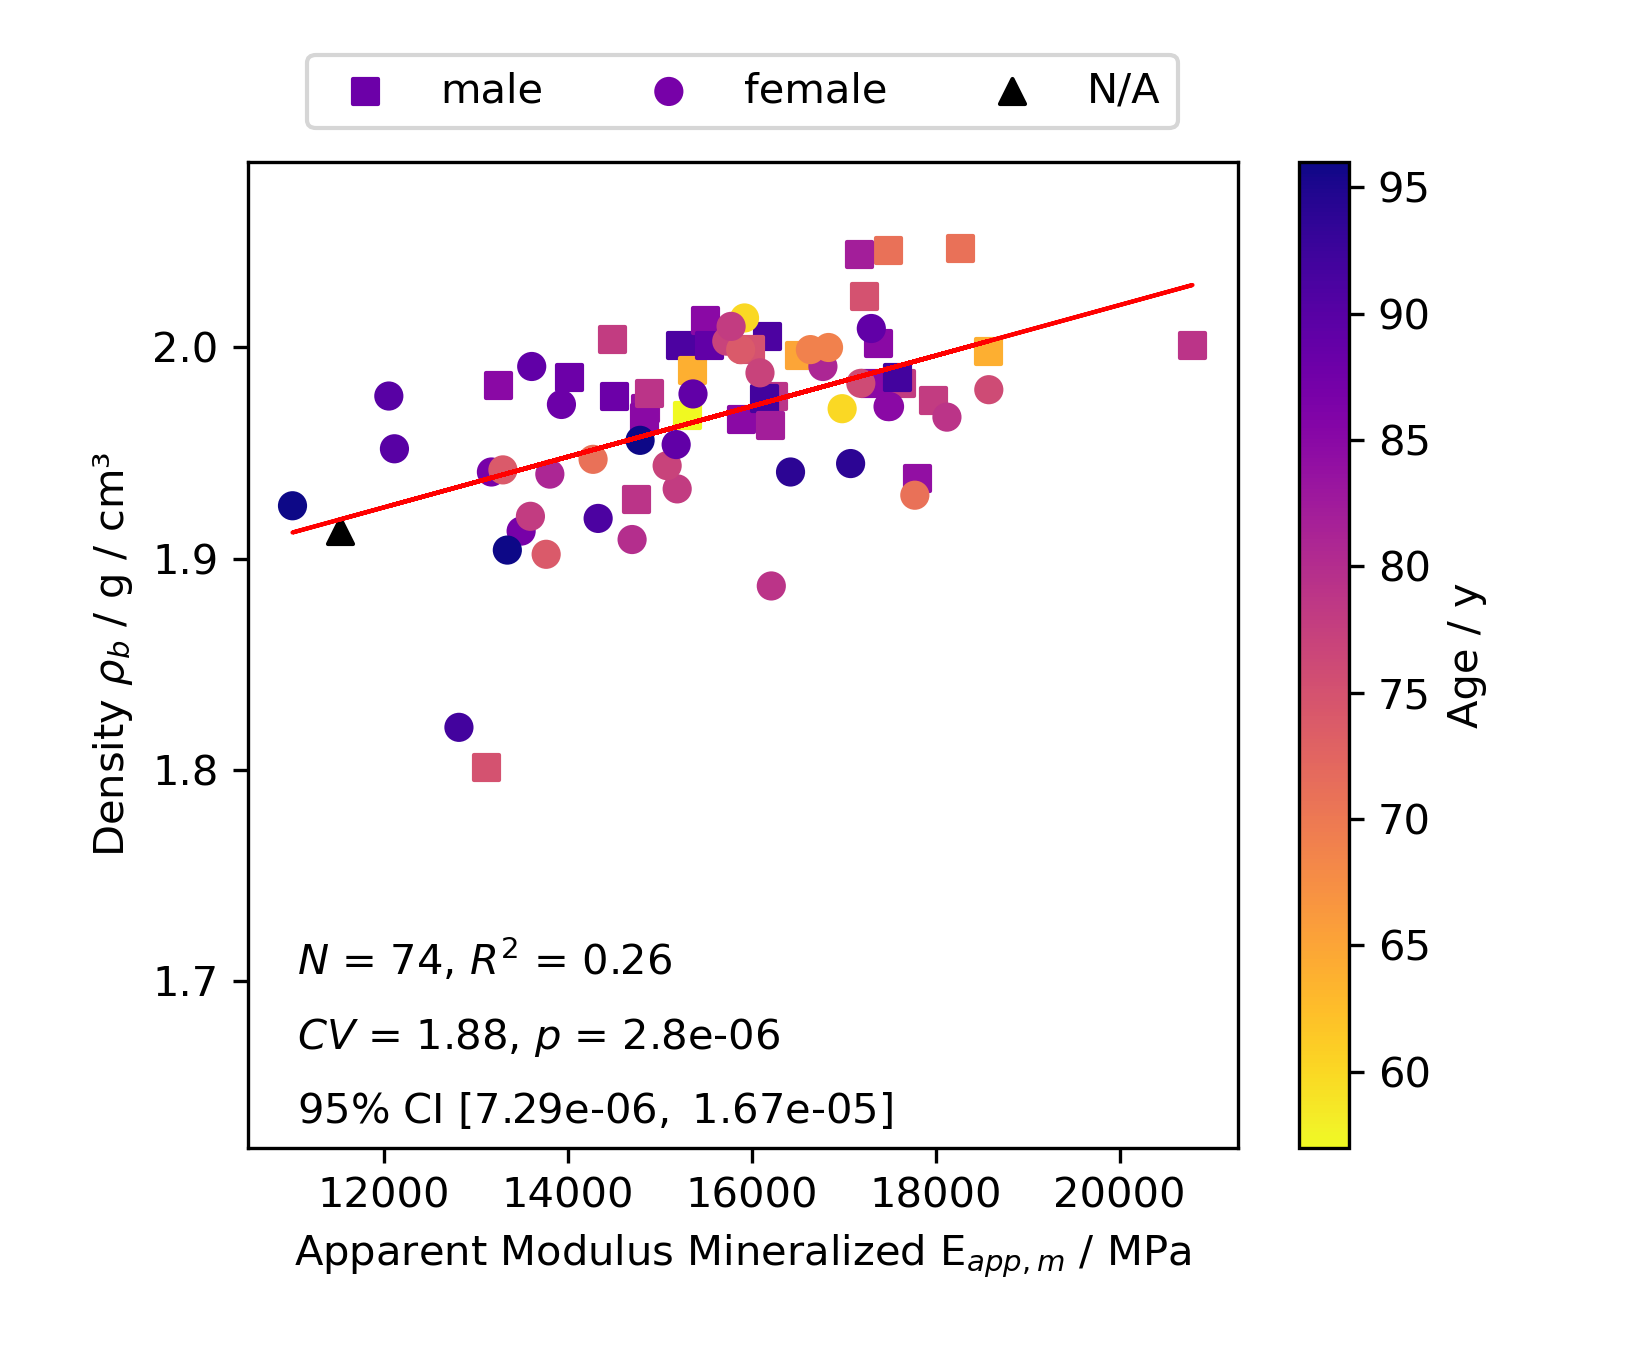 male female N/A
2.0
1.9
1.8
1.7
Density ρb / g / cm³
N = 74, R² = 0.26
CV = 1.88, p = 2.8e-06
95% CI [7.29e-06, 1.67e-05]
12000 14000 16000 18000 20000
Apparent Modulus Mineralized Eapp,m / MPa
95
90
85
80
75
70
65
60
Age / y